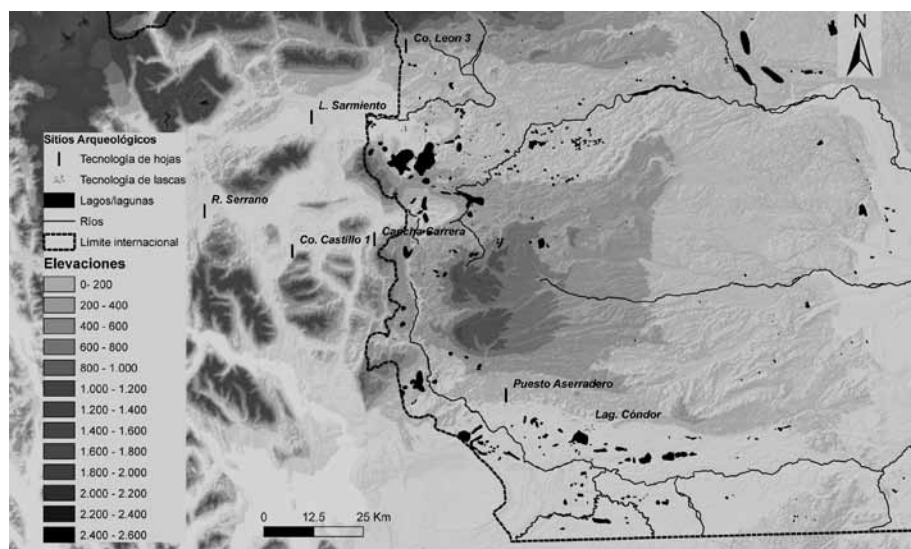 Co. Leon 3
N
L. Sarmiento
Sitios Arqueológicos
Tecnología de hojas
Tecnología de lascas
Lagos/lagunas
Ríos
Límite internacional
R. Serrano
Co. Castillo 1
Cancha Carrera
Elevaciones
0- 200
200 - 400
400 - 600
600 - 800
800 - 1.000
1.000 - 1.200
1.200 - 1.400
1.400 - 1.600
1.600 - 1.800
1.800 - 2.000
2.000 - 2.200
2.200 - 2.400
2.400 - 2.600
Puesto Aserradero
Lag. Cóndor
0 12.5 25 Km